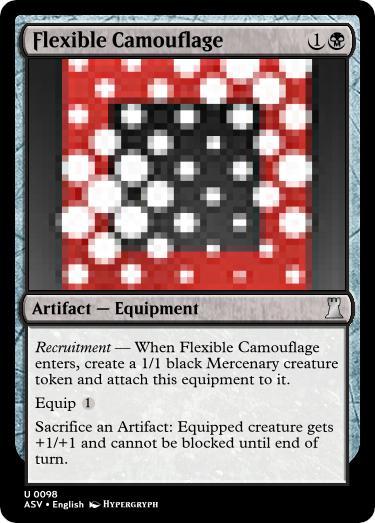 Flexible Camouflage 1
Artifact — Equipment
Recruitment — When Flexible Camouflage
enters, create a 1/1 black Mercenary creature
token and attach this equipment to it.
Equip 1
Sacrifice an Artifact: Equipped creature gets
+1/+1 and cannot be blocked until end of
turn.
U 0098
ASV • English HYPERGRYPH